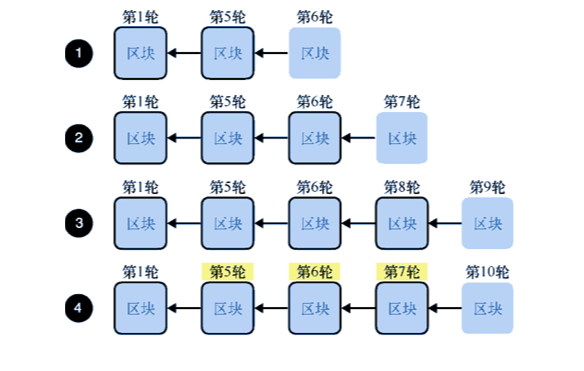 第1轮 第5轮 第6轮
1 区块 区块 区块
第1轮 第5轮 第6轮 第7轮
2 区块 区块 区块 区块
第1轮 第5轮 第6轮 第8轮 第9轮
3 区块 区块 区块 区块 区块
第1轮 第5轮 第6轮 第7轮 第10轮
4 区块 区块 区块 区块 区块